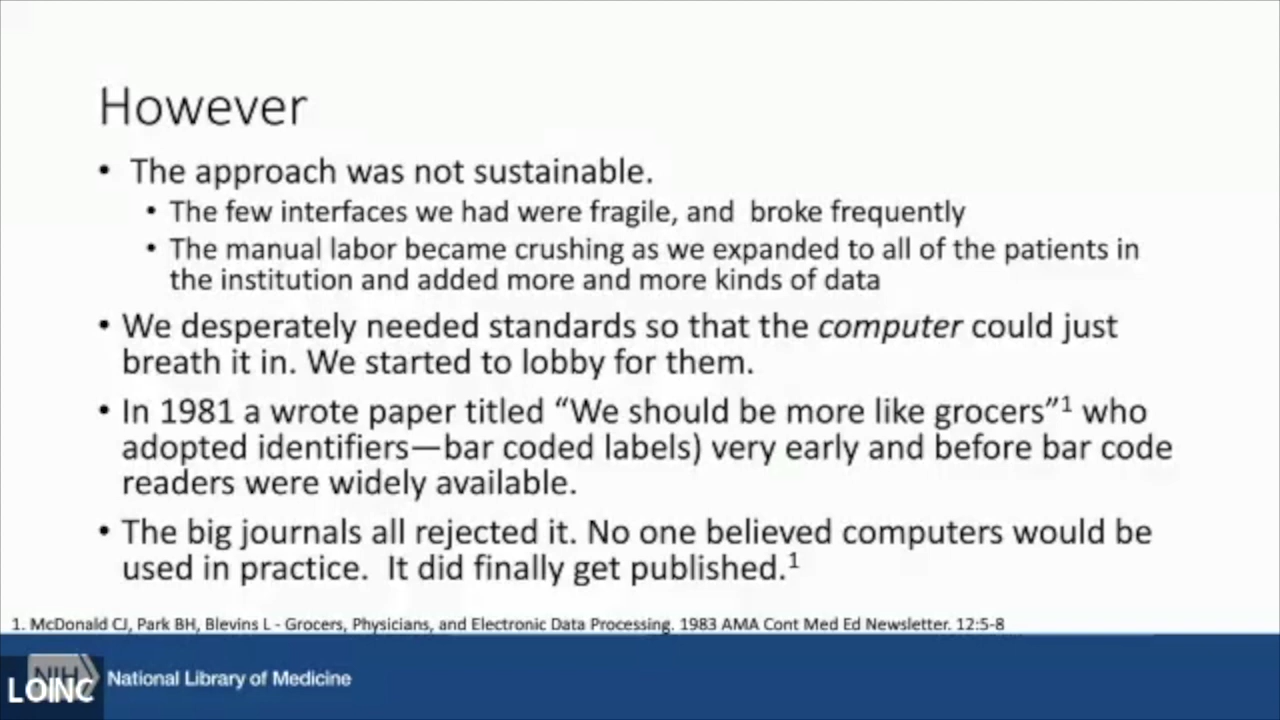 However
• The approach was not sustainable.
• The few interfaces we had were fragile, and broke frequently
• The manual labor became crushing as we expanded to all of the patients in
the institution and added more and more kinds of data
• We desperately needed standards so that the computer could just
breath it in. We started to lobby for them.
• In 1981 a wrote paper titled “We should be more like grocers”1 who
adopted identifiers—bar coded labels) very early and before bar code
readers were widely available.
• The big journals all rejected it. No one believed computers would be
used in practice. It did finally get published.1
1. McDonald CJ, Park BH, Blevins L - Grocers, Physicians, and Electronic Data Processing. 1983 AMA Cont Med Ed Newsletter. 12:5-8
NIH National Library of Medicine
LOINC